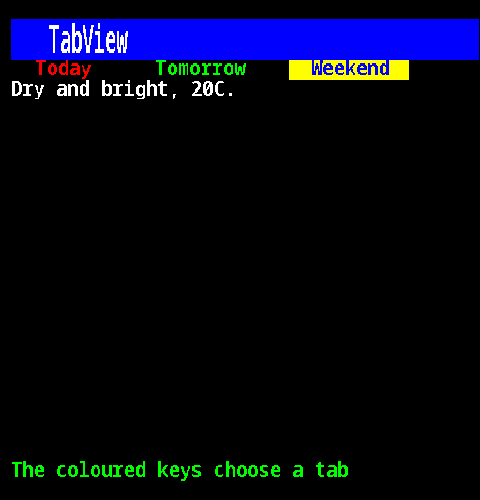 TabView
Today Tomorrow Weekend
Dry and bright, 20C.
The coloured keys choose a tab